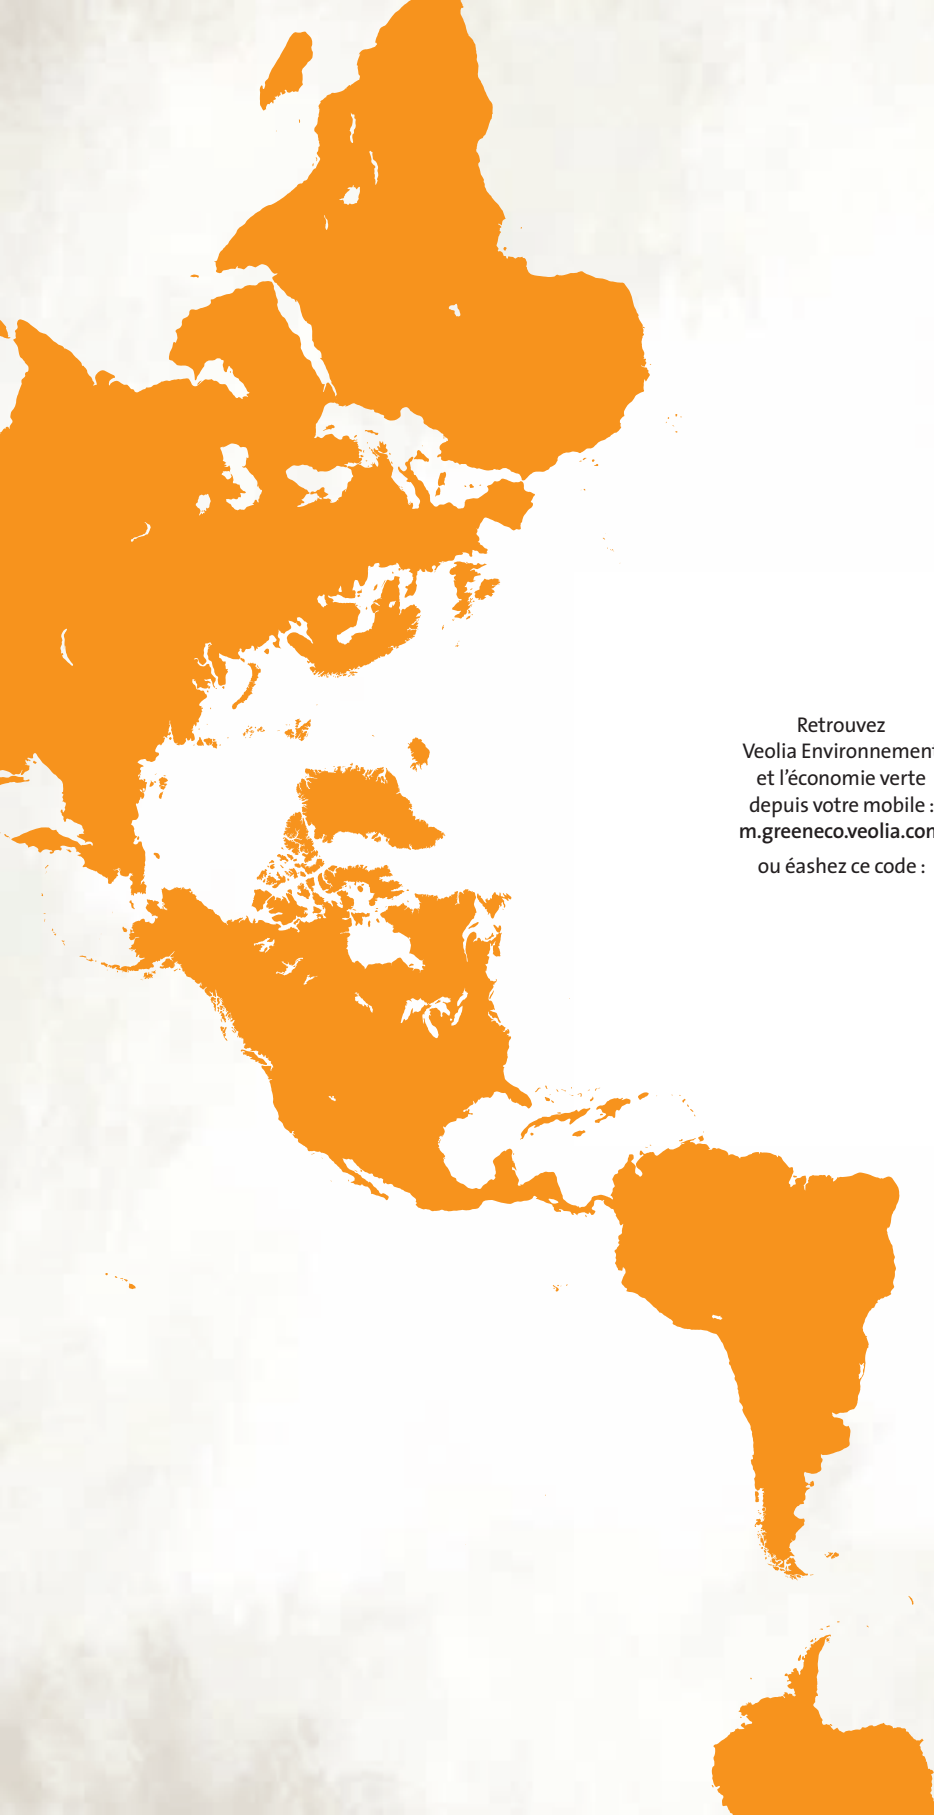 Retrouvez
Veolia Environnement
et l'économie verte
depuis votre mobile :
m.greeneco.veolia.com
ou éashez ce code :